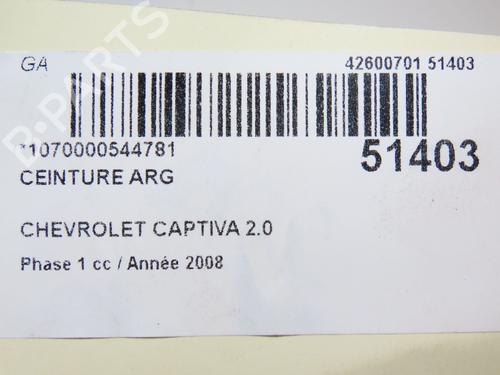 GA 42600701 51403
*1070000544781 51403
CEINTURE ARG
CHEVROLET CAPTIVA 2.0
Phase 1 cc / Année 2008
B-PARTS